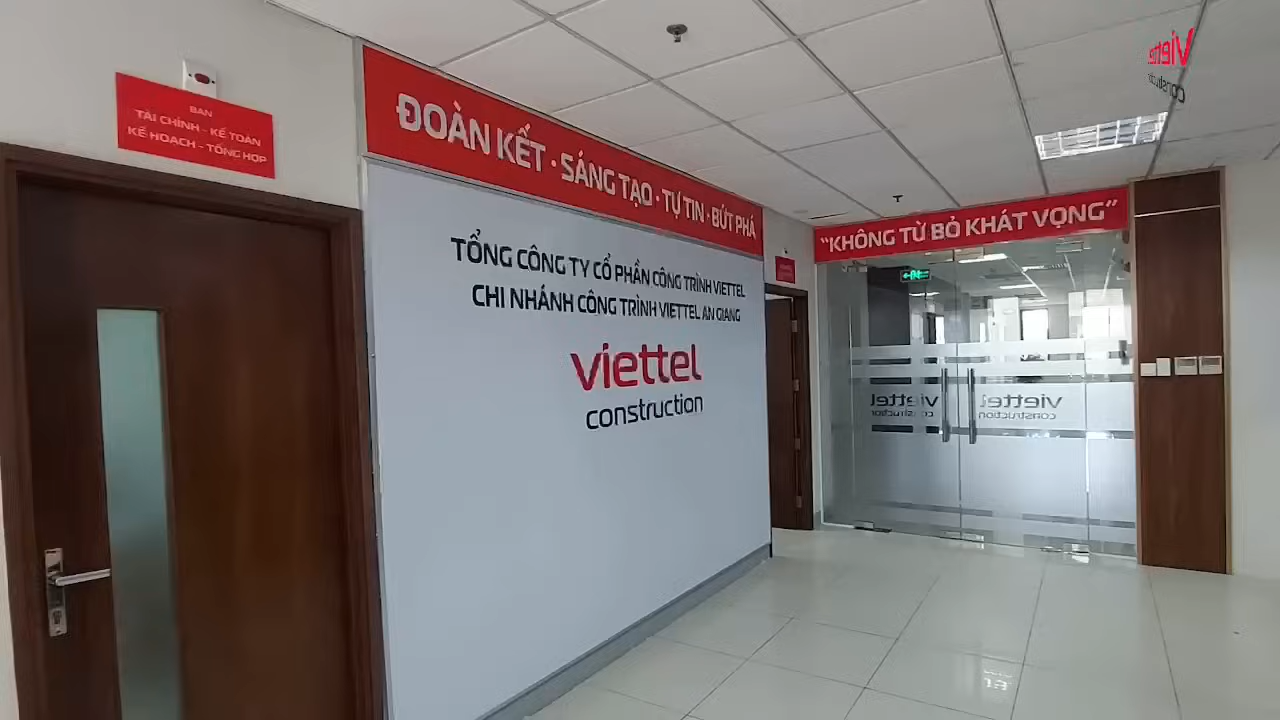 BAN
TÀI CHÍNH - KẾ TOÁN
KẾ HOẠCH - TỔNG HỢP
ĐOÀN KẾT · SÁNG TẠO · TỰ TIN · BỨT PHÁ
TỔNG CÔNG TY CỔ PHẦN CÔNG TRÌNH VIETTEL
CHI NHÁNH CÔNG TRÌNH VIETTEL AN GIANG
viettel
construction
"KHÔNG TỪ BỎ KHÁT VỌNG"
viettel
construction
viettel
construction